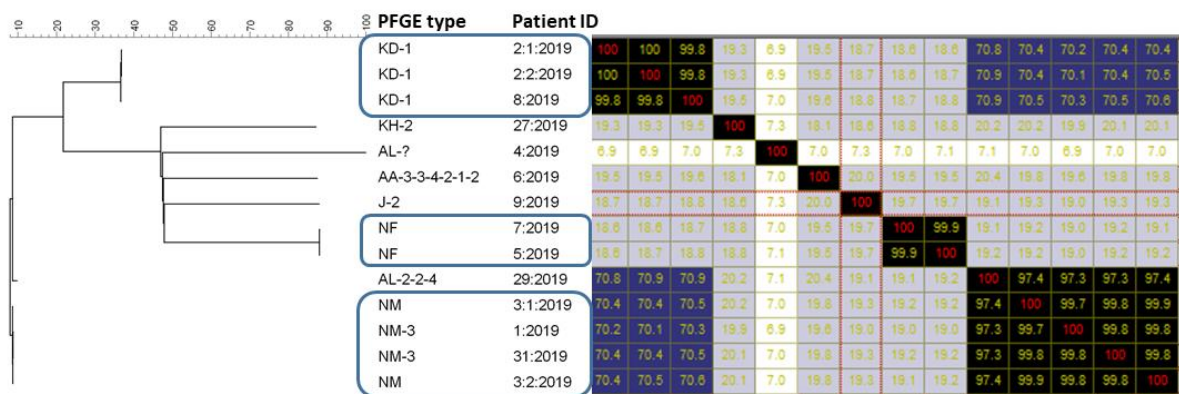 10 20 30 40 50 60 70 80 90 100
PFGE type Patient ID
KD-1 2:1:2019 100 100 99.8 19.3 6.9 19.5 18.7 18.6 18.6 70.8 70.4 70.2 70.4 70.4
KD-1 2:2:2019 100 100 99.8 19.3 6.9 19.5 18.7 18.6 18.7 70.9 70.4 70.1 70.4 70.5
KD-1 8:2019 99.8 99.8 100 19.5 7.0 19.6 18.8 18.7 18.8 70.9 70.5 70.3 70.5 70.6
KH-2 27:2019 19.3 19.3 19.5 100 7.3 18.1 18.6 18.8 18.8 20.2 20.2 19.9 20.1 20.1
AL-? 4:2019 6.9 6.9 7.0 7.3 100 7.0 7.3 7.0 7.1 7.1 7.0 6.9 7.0 7.0
AA-3-3-4-2-1-2 6:2019 19.5 19.5 19.6 18.1 7.0 100 20.0 19.5 19.5 20.4 19.8 19.6 19.8 19.8
J-2 9:2019 18.7 18.7 18.8 18.6 7.3 20.0 100 19.7 19.7 19.1 19.3 19.0 19.3 19.3
NF 7:2019 18.6 18.6 18.7 18.8 7.0 19.5 19.7 100 99.9 19.1 19.2 19.0 19.2 19.1
NF 5:2019 18.6 18.7 18.8 18.8 7.1 19.5 19.7 99.9 100 19.2 19.2 19.0 19.2 19.2
AL-2-2-4 29:2019 70.8 70.9 70.9 20.2 7.1 20.4 19.1 19.1 19.2 100 97.4 97.3 97.3 97.4
NM 3:1:2019 70.4 70.4 70.5 20.2 7.0 19.8 19.3 19.2 19.2 97.4 100 99.7 99.8 99.9
NM-3 1:2019 70.2 70.1 70.3 19.9 6.9 19.6 19.0 19.0 19.0 97.3 99.7 100 99.8 99.8
NM-3 31:2019 70.4 70.4 70.5 20.1 7.0 19.8 19.3 19.2 19.2 97.3 99.8 99.8 100 99.8
NM 3:2:2019 70.4 70.5 70.6 20.1 7.0 19.8 19.3 19.1 19.2 97.4 99.9 99.8 99.8 100